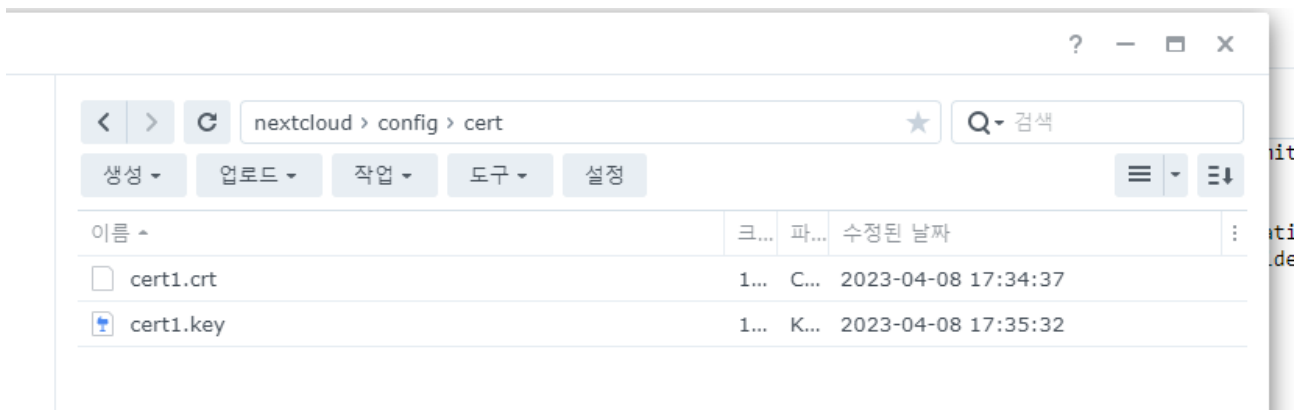 ?
nextcloud > config > cert
검색
생성
업로드
작업
도구
설정
이름 크... 파... 수정된 날짜
cert1.crt 1... C... 2023-04-08 17:34:37
cert1.key 1... K... 2023-04-08 17:35:32